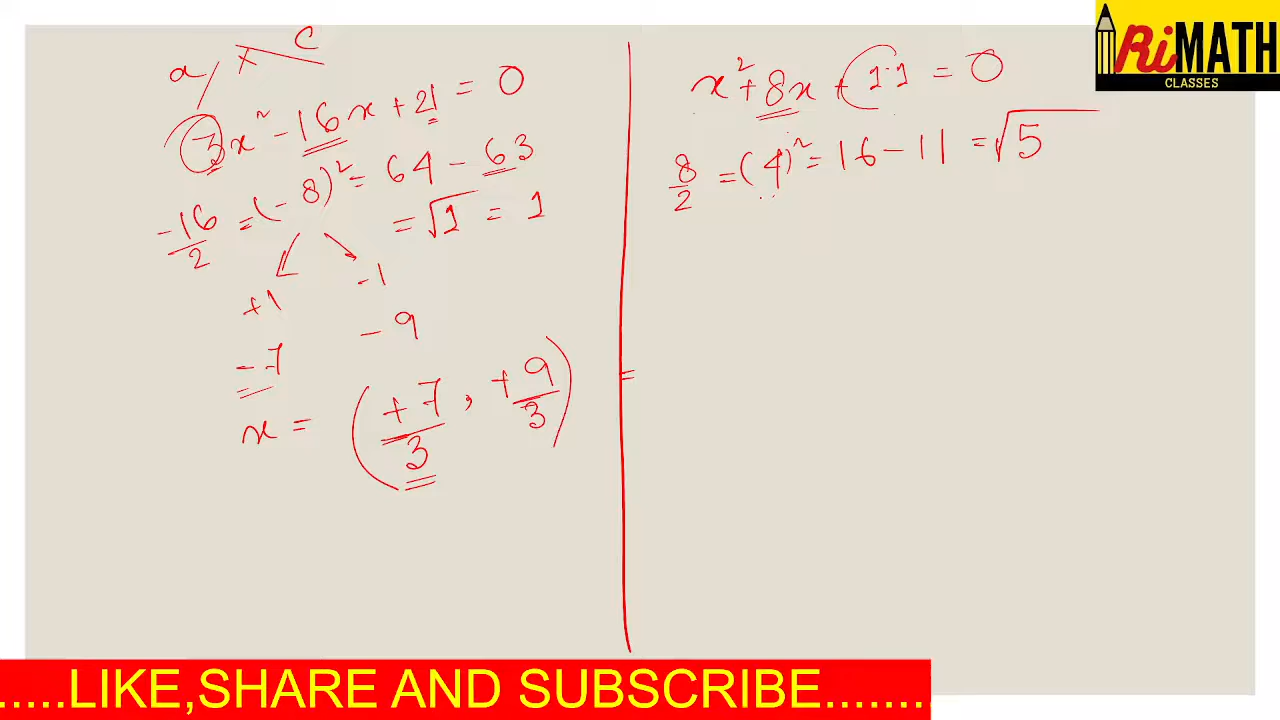 a × c
3x² - 16x + 21 = 0
-16/2 = (-8)² = 64 - 63
= √1 = 1
+1 -1
-7 -9
x = (+7/3, +9/3)
=
x² + 8x + 11 = 0
8/2 = (4)² = 16 - 11 = √5
RiMATH
CLASSES
.....LIKE,SHARE AND SUBSCRIBE........